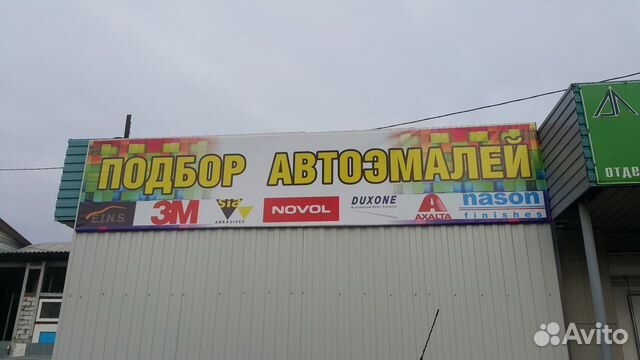 ПОДБОР АВТОЭМАЛЕЙ
EINS
3M
sia
ABRASIVES
NOVOL
DUXONE
AXALTA
nason
finishes
отде
Avito